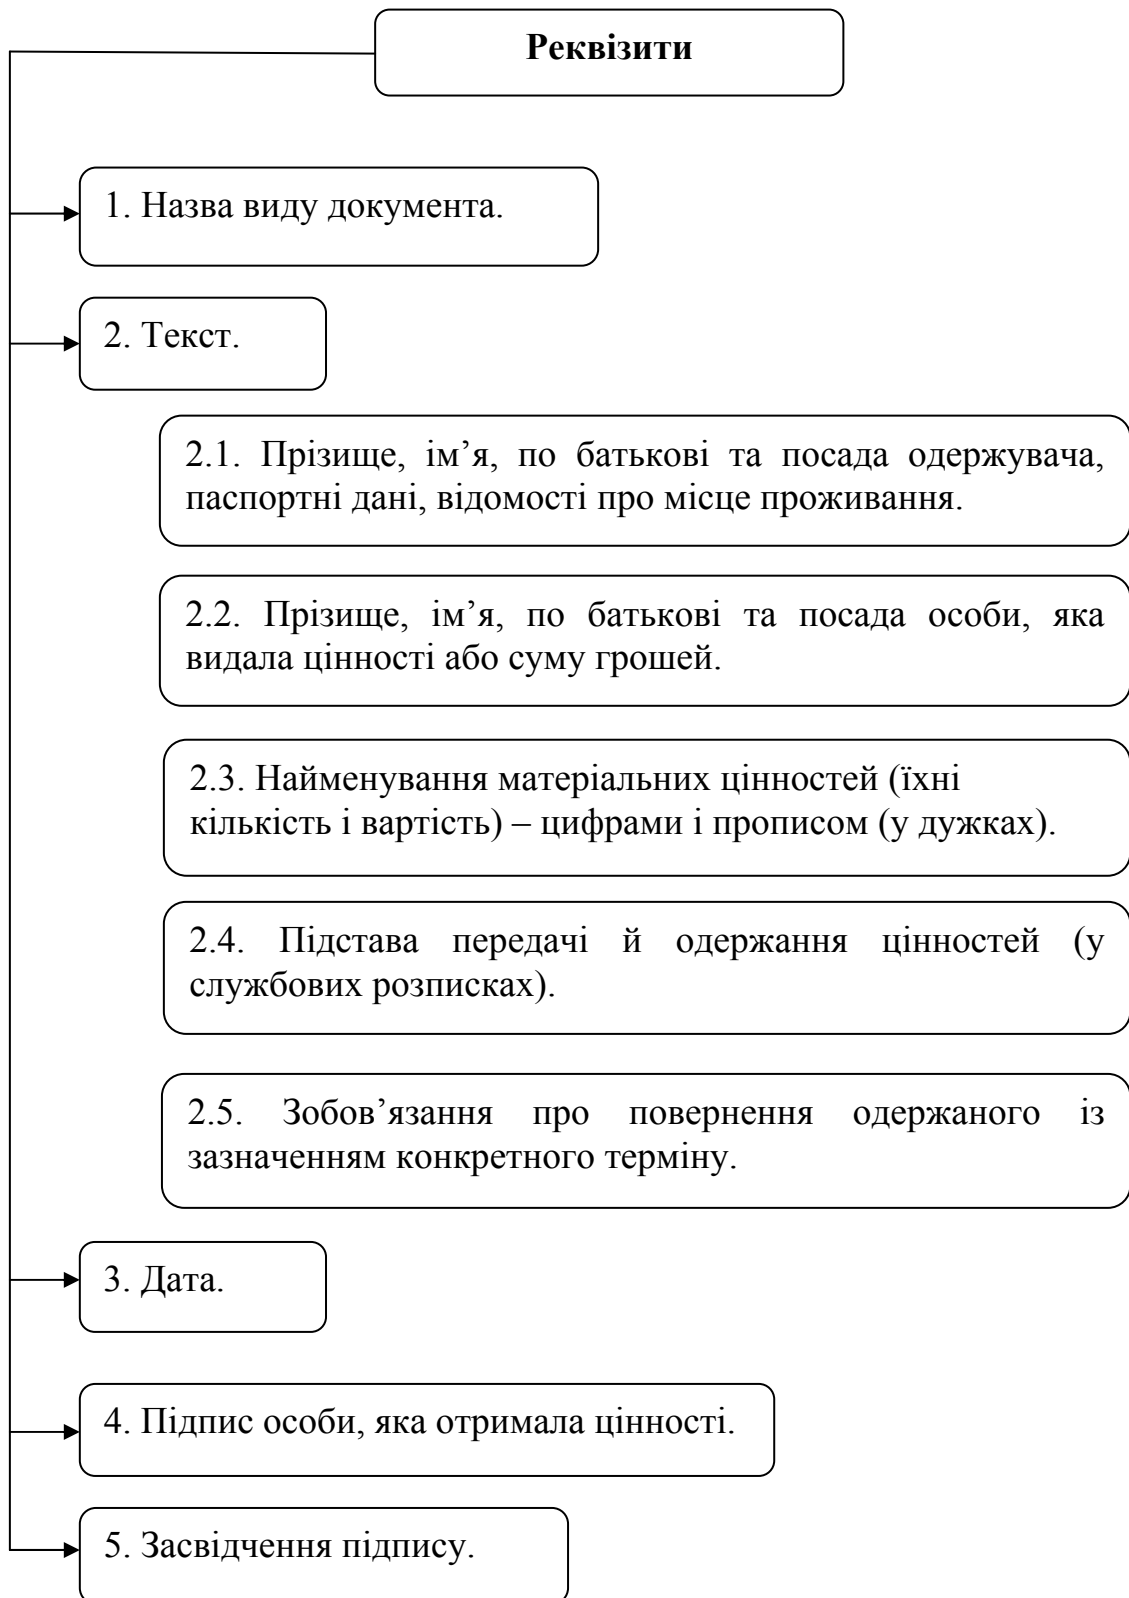 Реквізити
1. Назва виду документа.
2. Текст.
2.1. Прізище, ім’я, по батькові та посада одержувача,
паспортні дані, відомості про місце проживання.
2.2. Прізище, ім’я, по батькові та посада особи, яка
видала цінності або суму грошей.
2.3. Найменування матеріальних цінностей (їхні
кількість і вартість) – цифрами і прописом (у дужках).
2.4. Підстава передачі й одержання цінностей (у
службових розписках).
2.5. Зобов’язання про повернення одержаного із
зазначенням конкретного терміну.
3. Дата.
4. Підпис особи, яка отримала цінності.
5. Засвідчення підпису.